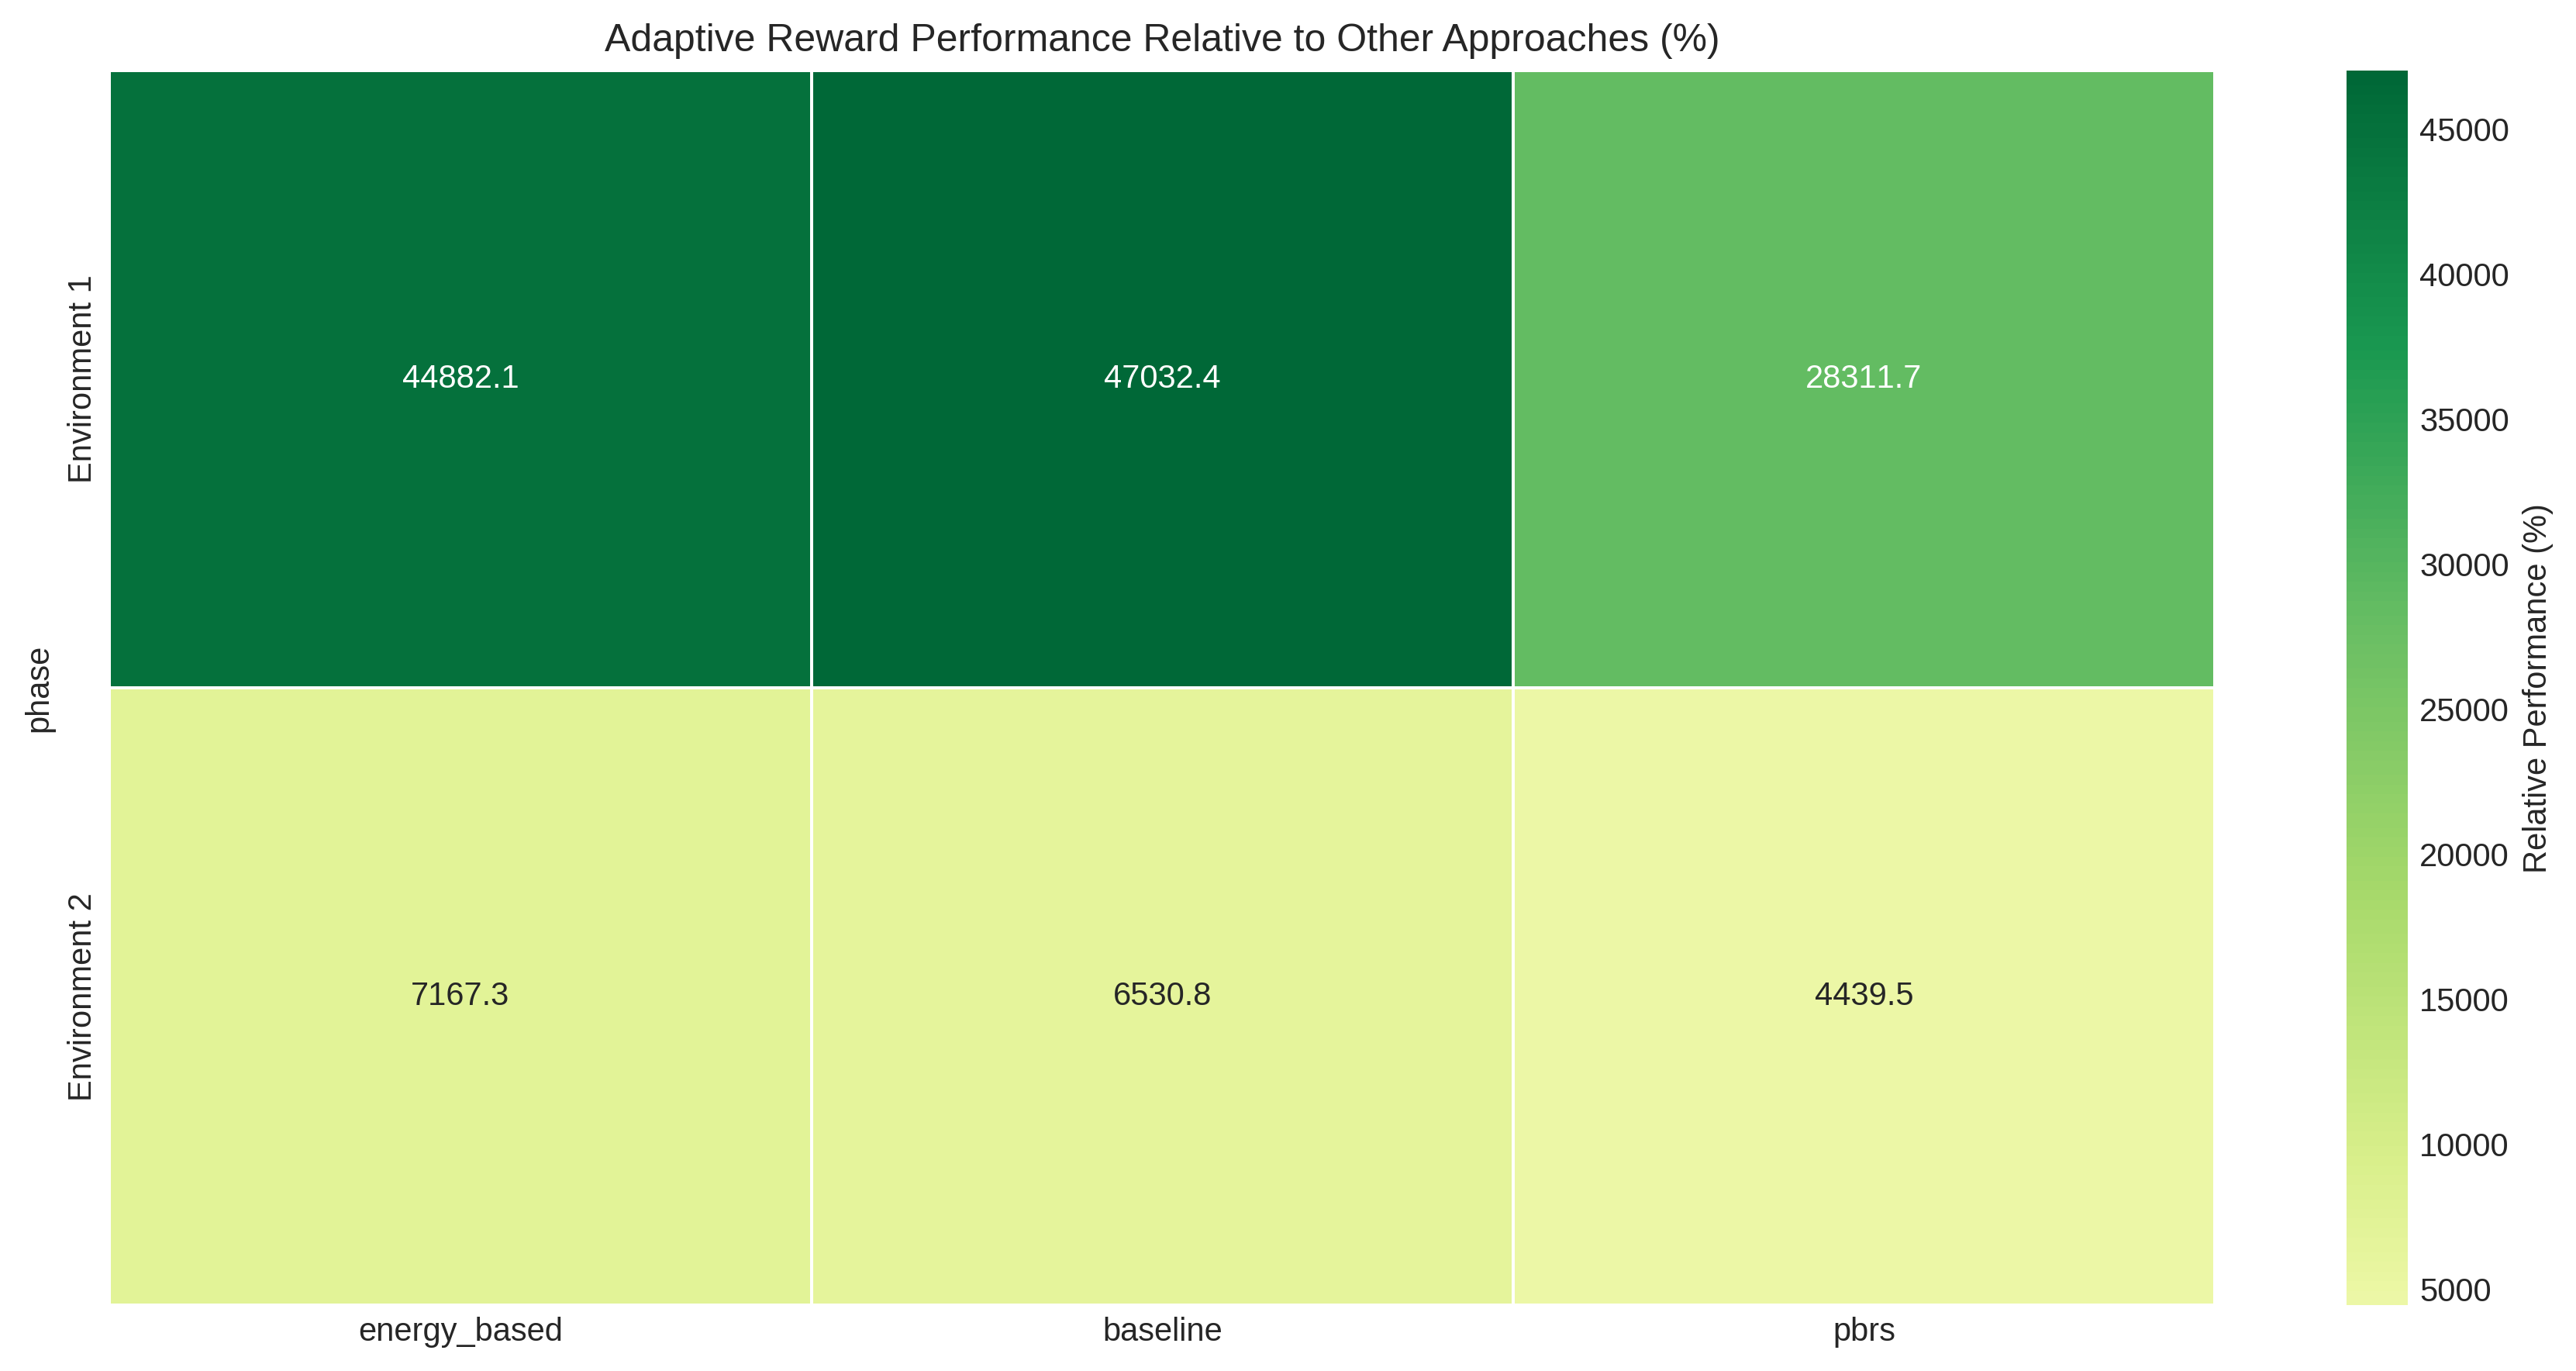 Adaptive Reward Performance Relative to Other Approaches (%)
phase
Environment 1
44882.1
47032.4
28311.7
Environment 2
7167.3
6530.8
4439.5
energy_based
baseline
pbrs
45000
40000
35000
30000
25000
20000
15000
10000
5000
Relative Performance (%)